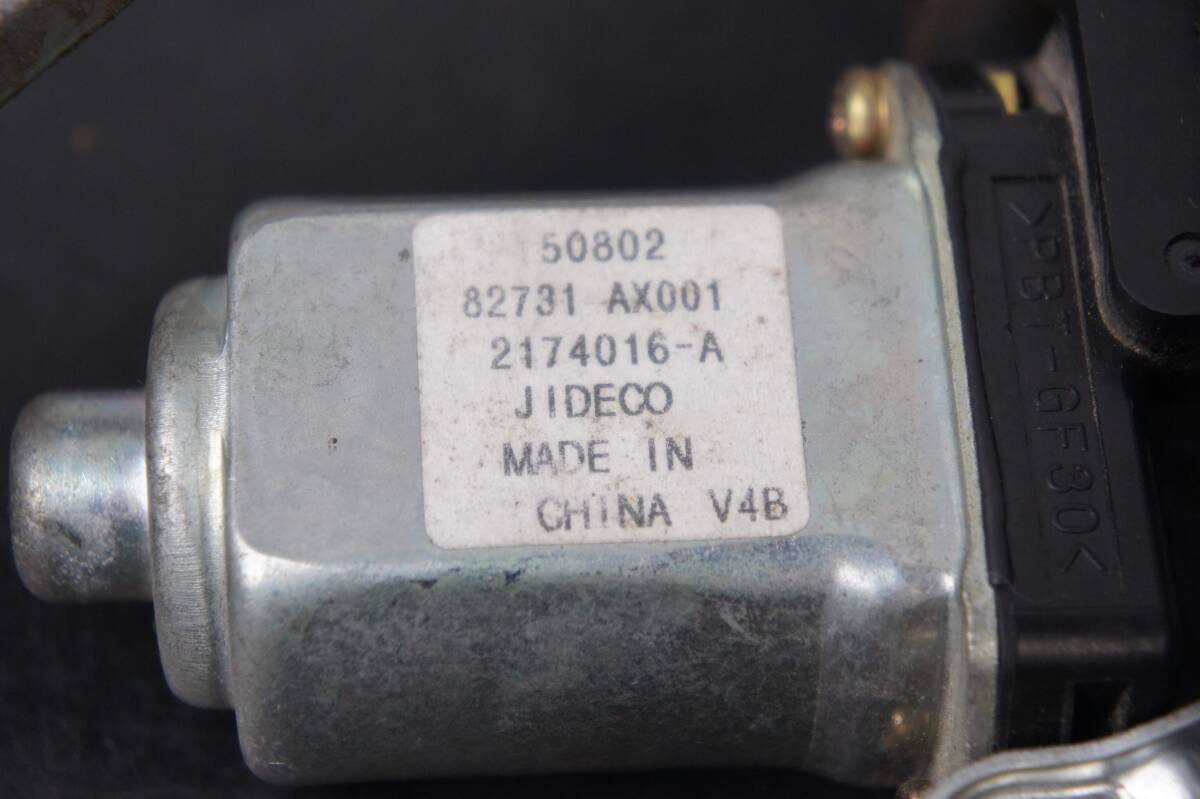 50802
82731 AX001
2174016-A
JIDECO
MADE IN
CHINA V4B
>PBT-GF30<